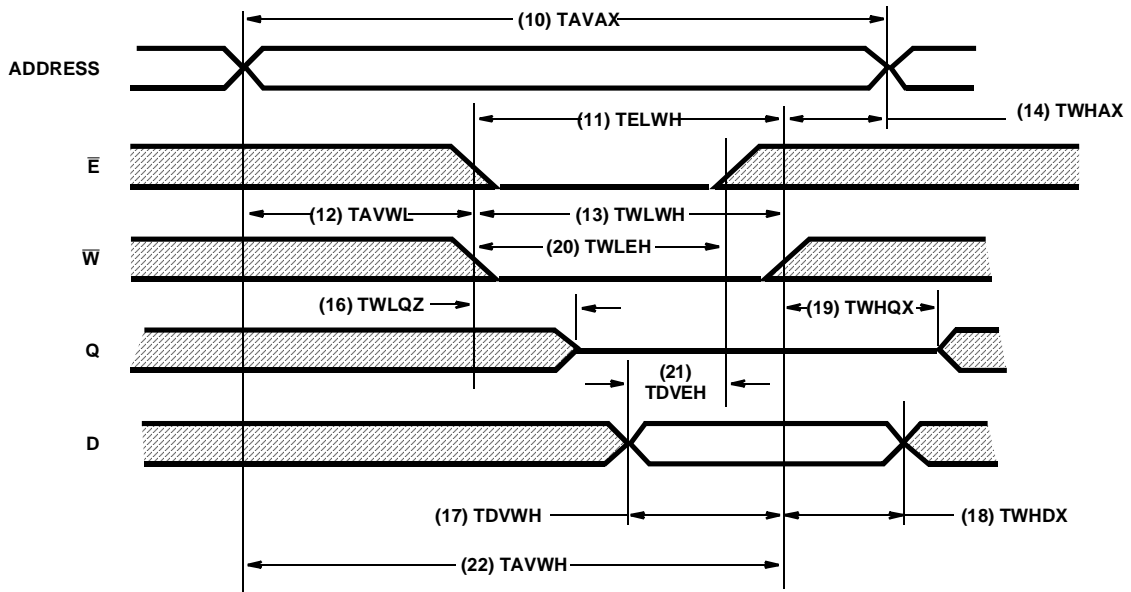 (10) TAVAX
ADDRESS
(11) TELWH
(14) TWHAX
E̅
(12) TAVWL
(13) TWLWH
W̅
(20) TWLEH
(16) TWLQZ
(19) TWHQX
Q
(21)
TDVEH
D
(17) TDVWH
(18) TWHDX
(22) TAVWH